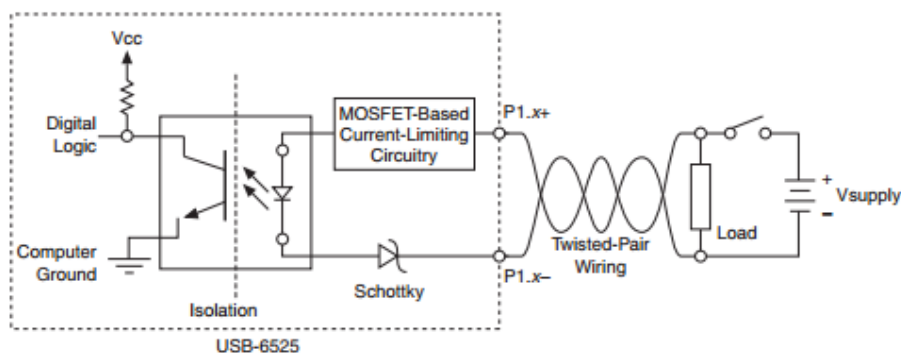 Vcc
Digital
Logic
Computer
Ground
Isolation
MOSFET-Based
Current-Limiting
Circuitry
Schottky
P1.x+
P1.x–
Twisted-Pair
Wiring
Load
+
Vsupply
–
USB-6525